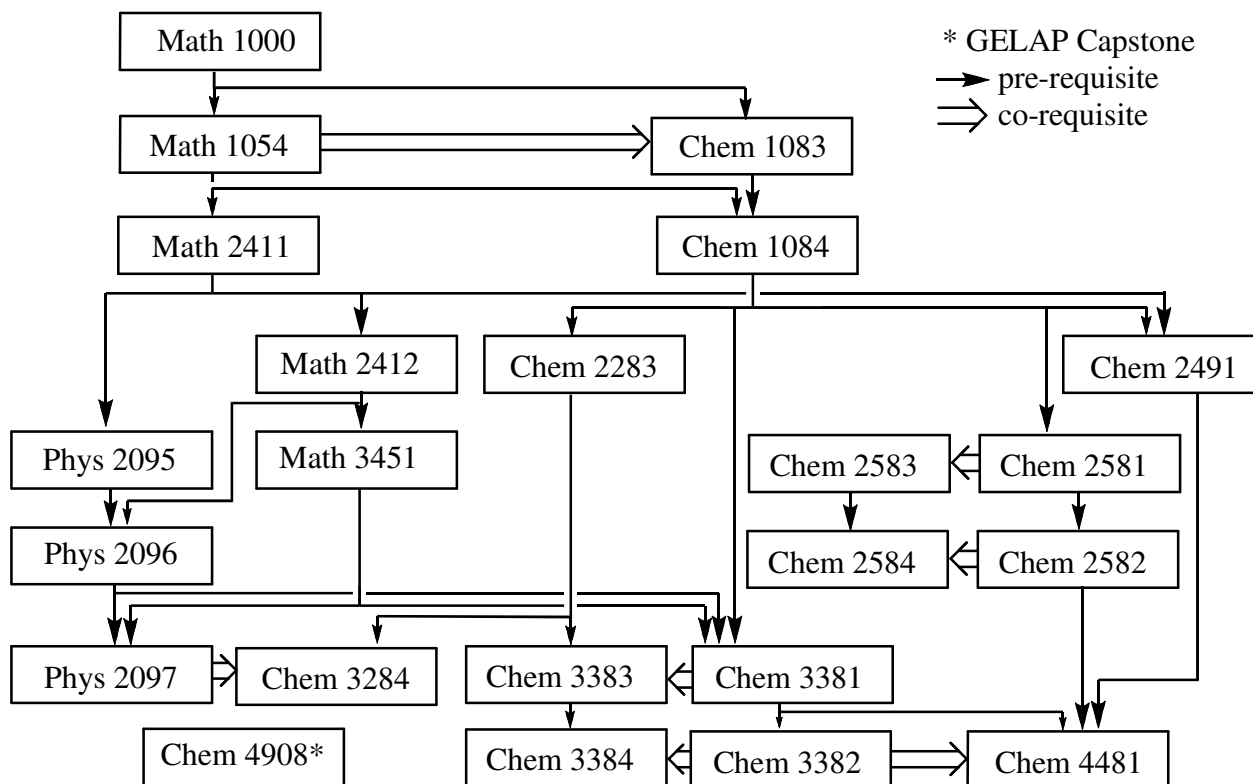 Math 1000
* GELAP Capstone
pre-requisite
co-requisite
Math 1054
Chem 1083
Math 2411
Chem 1084
Math 2412
Chem 2283
Chem 2491
Phys 2095
Math 3451
Chem 2583
Chem 2581
Phys 2096
Chem 2584
Chem 2582
Phys 2097
Chem 3284
Chem 3383
Chem 3381
Chem 4908*
Chem 3384
Chem 3382
Chem 4481